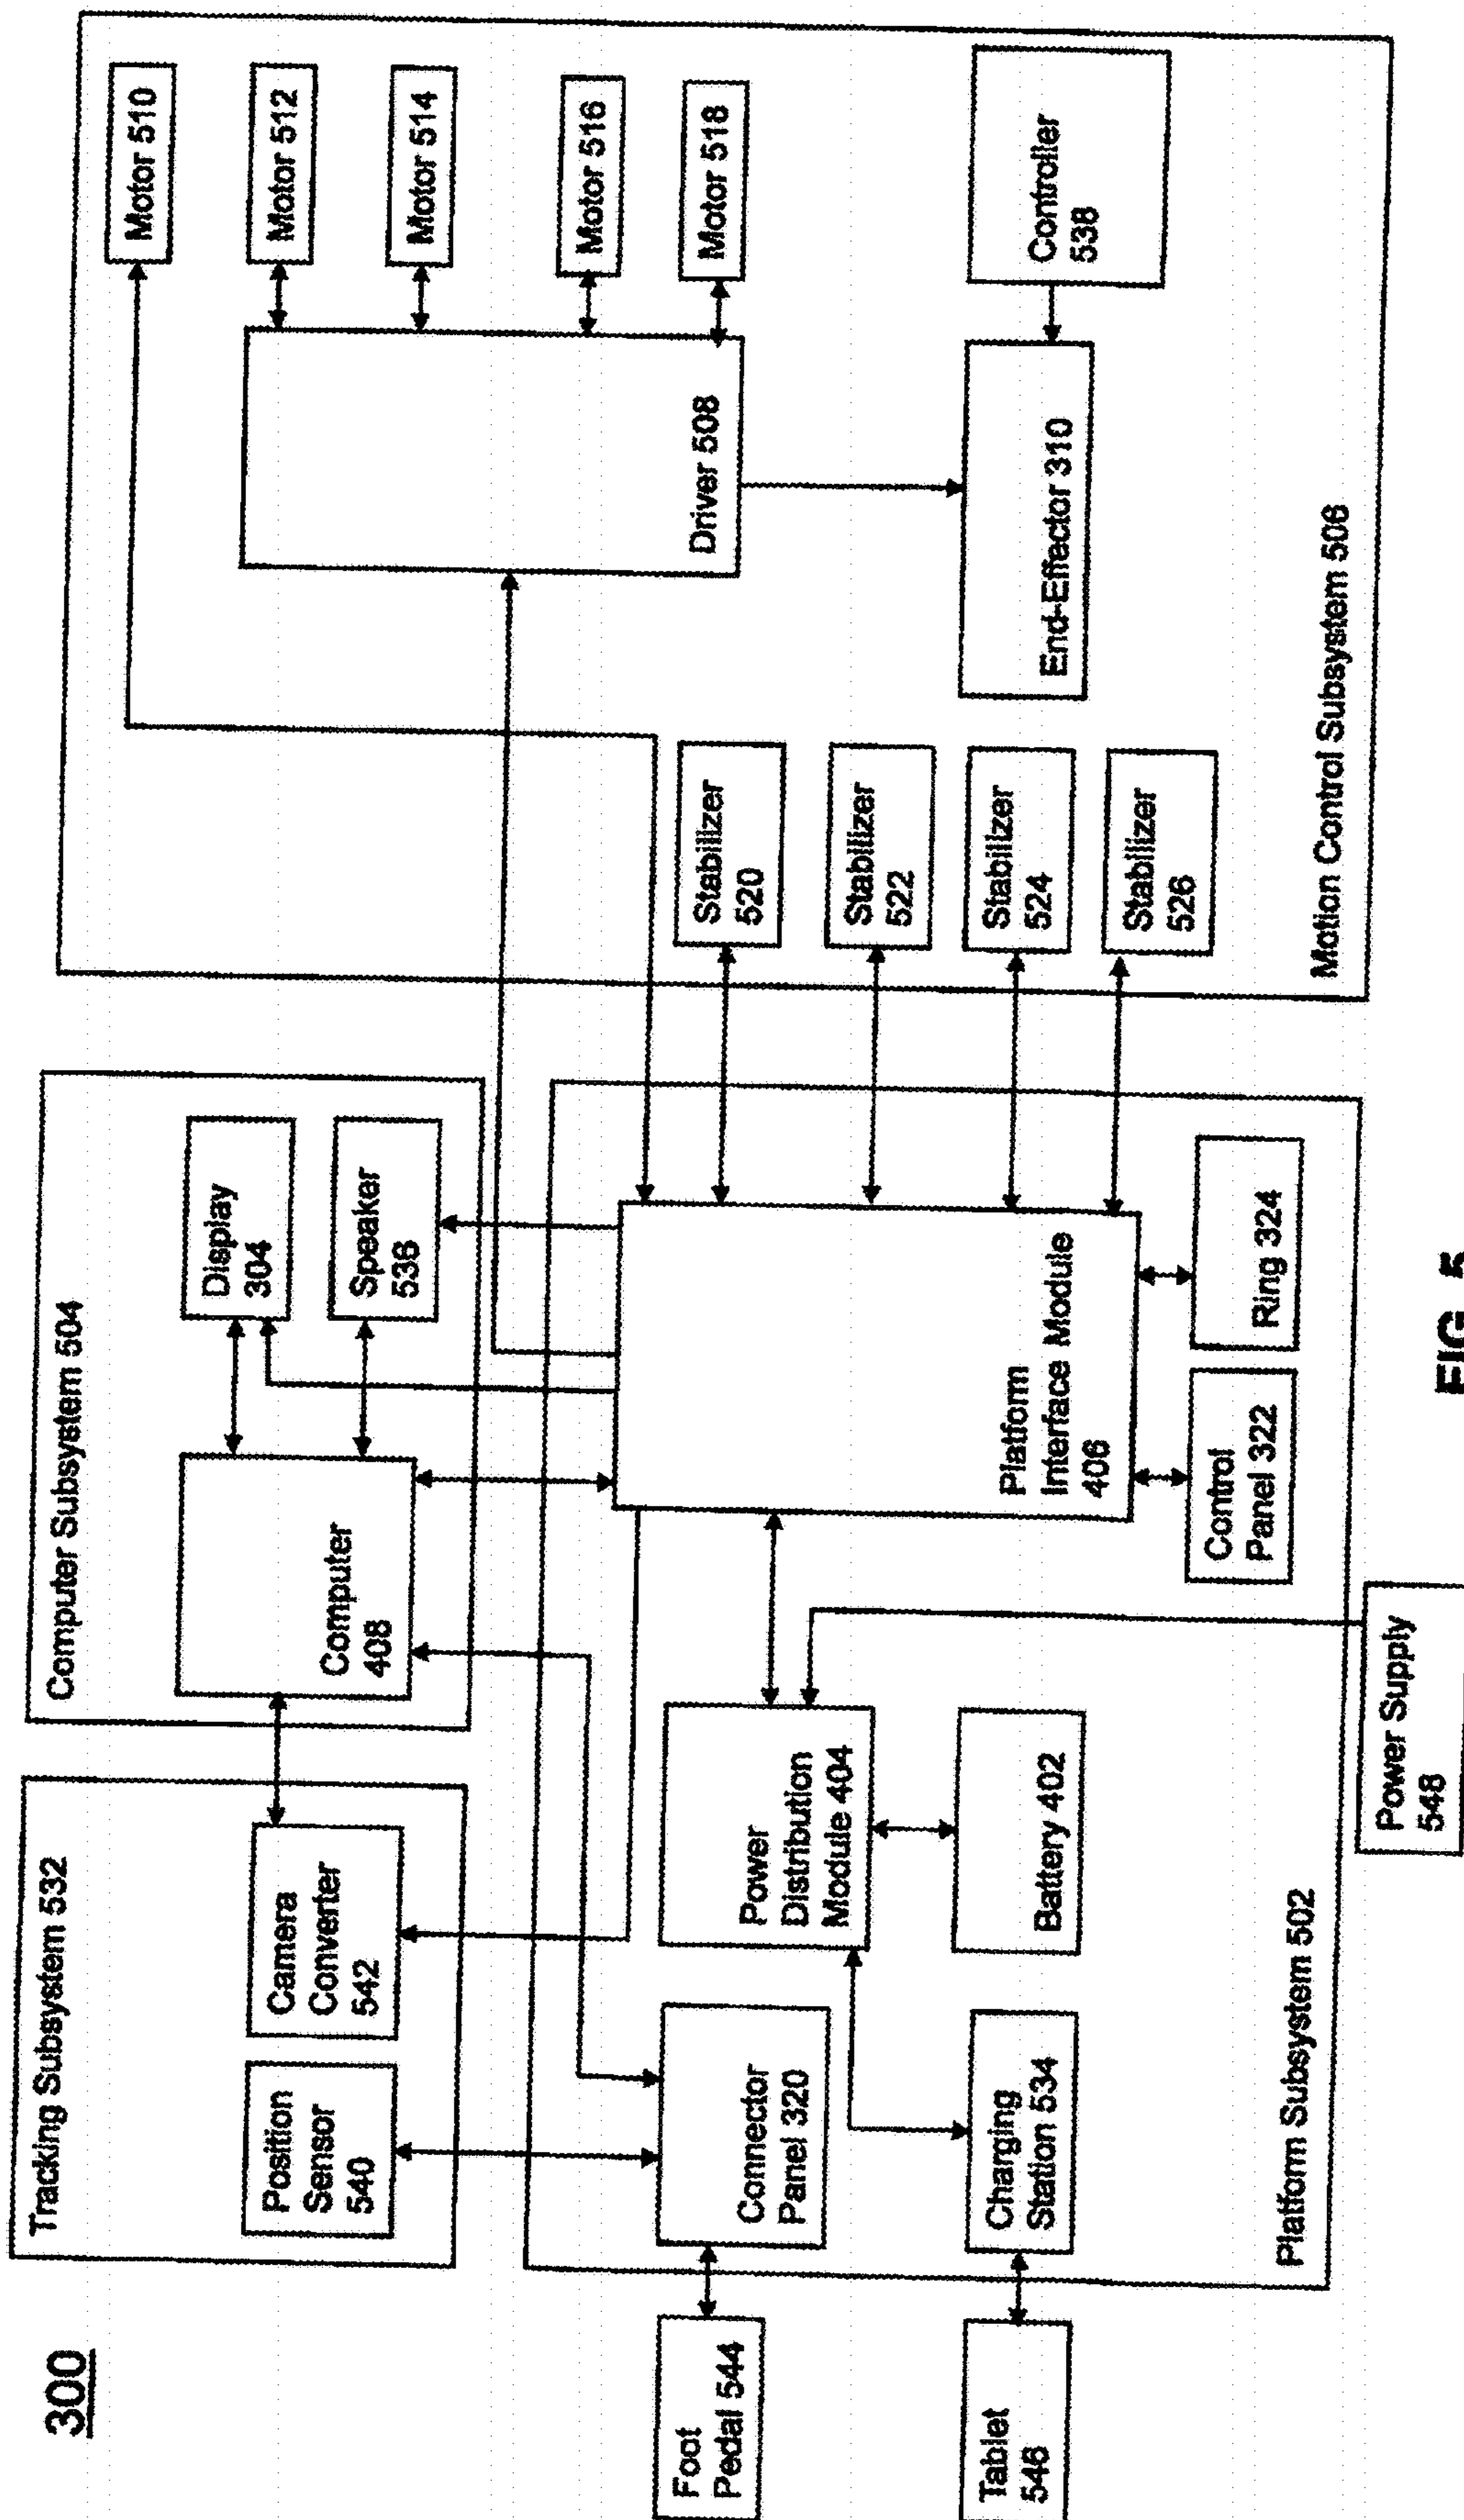 300
Tracking Subsystem 532
Position
Sensor
540
Camera
Converter
542
Computer Subsystem 504
Computer
408
Display
304
Speaker
536
Foot
Pedal 544
Tablet
546
Connector
Panel 320
Charging
Station 534
Power
Distribution
Module 404
Battery 402
Platform
Interface Module
406
Control
Panel 322
Ring 324
Platform Subsystem 502
Power Supply
548
Motor 510
Motor 512
Motor 514
Motor 516
Motor 518
Driver 508
Stabilizer
520
Stabilizer
522
Stabilizer
524
Stabilizer
526
End-Effector 310
Controller
538
Motion Control Subsystem 506
FIG. 5